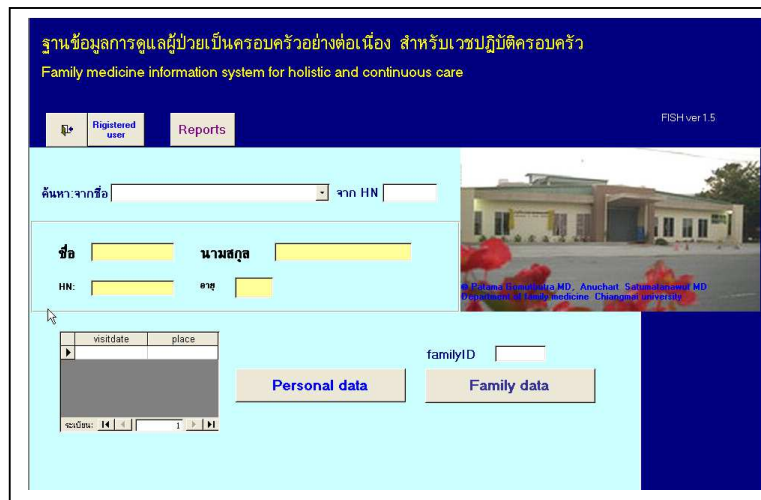 ฐานข้อมูลการดูแลผู้ป่วยเป็นครอบครัวอย่างต่อเนื่อง สำหรับเวชปฎิบัติครอบครัว
Family medicine information system for holistic and continuous care
FISH ver 1.5
Rigistered
user
Reports
ค้นหา:จากชื่อ
จาก HN
ชื่อ
นามสกุล
HN:
อายุ
MD, Anuchart MD
Department of family medicine Chiangmai university
visitdate place
familyID
Personal data
Family data
ระเบียน: 1